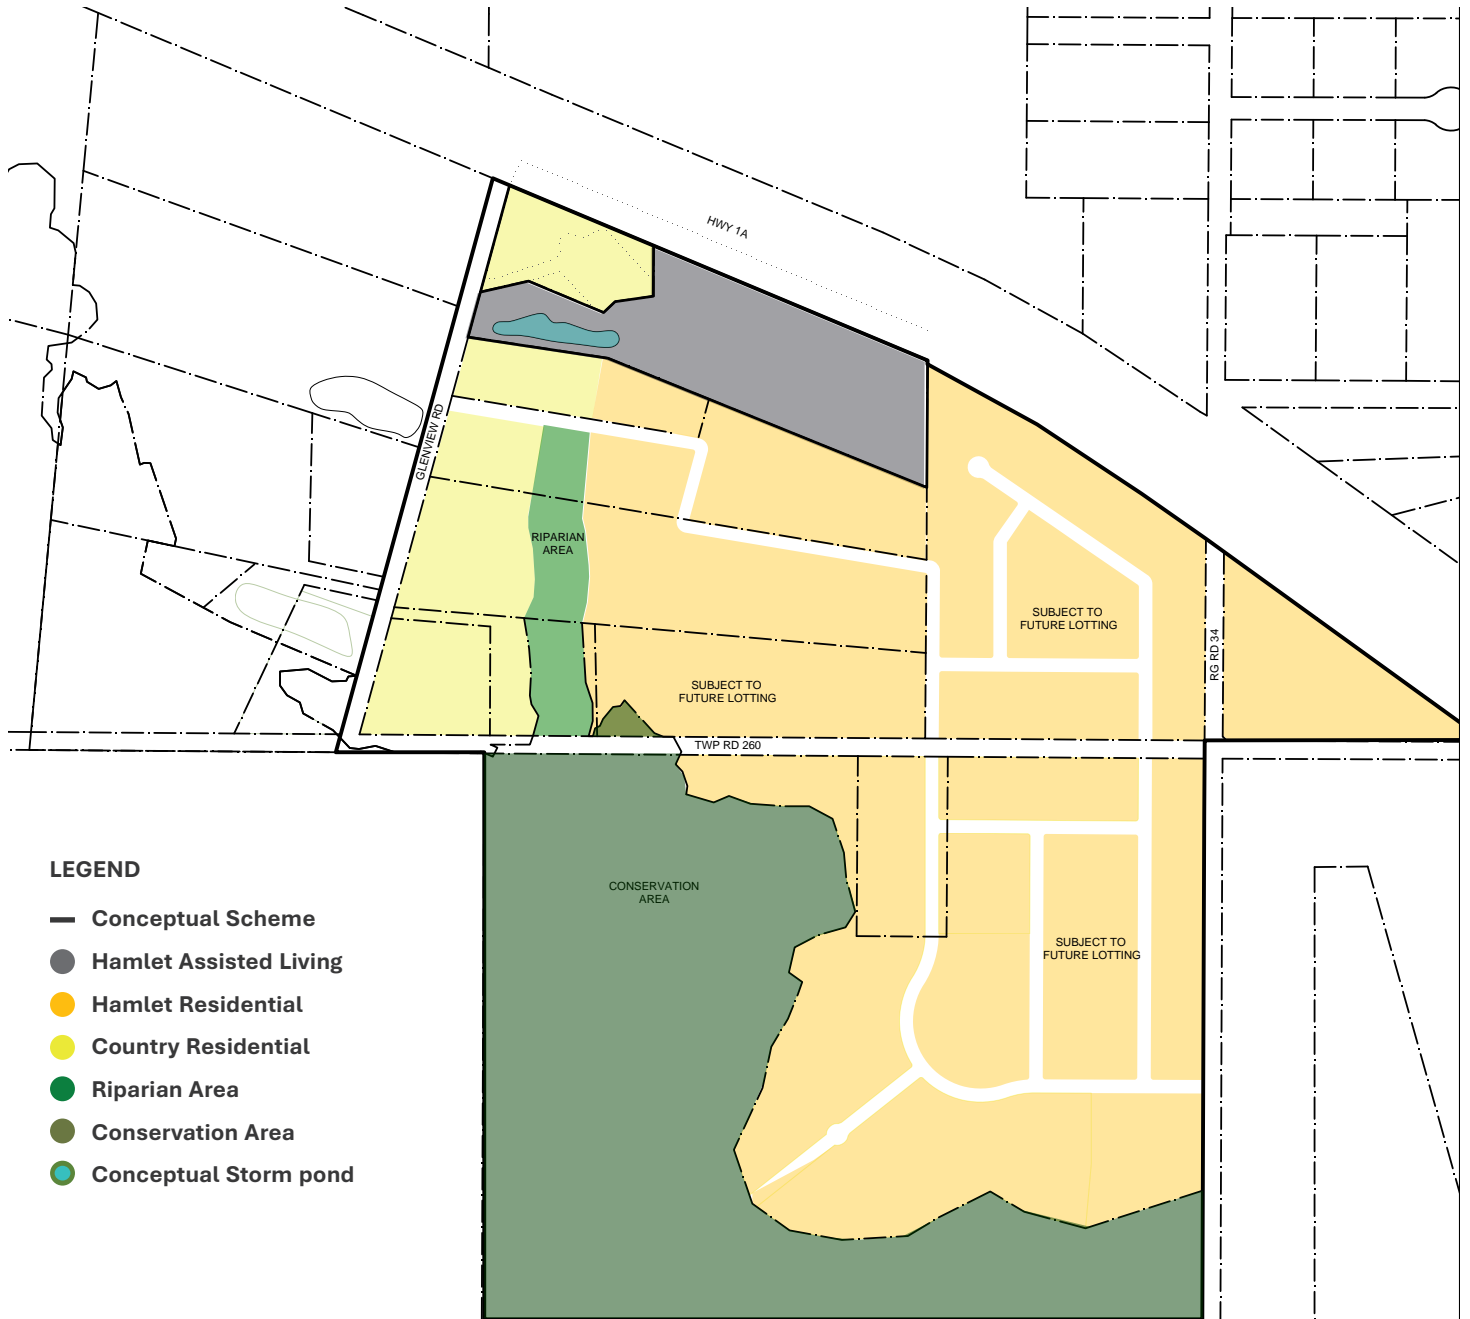 HWY 1A
GLENVIEW RD
RIPARIAN
AREA
SUBJECT TO
FUTURE LOTTING
RG RD 34
SUBJECT TO
FUTURE LOTTING
TWP RD 260
CONSERVATION
AREA
SUBJECT TO
FUTURE LOTTING
LEGEND
Conceptual Scheme
Hamlet Assisted Living
Hamlet Residential
Country Residential
Riparian Area
Conservation Area
Conceptual Storm pond